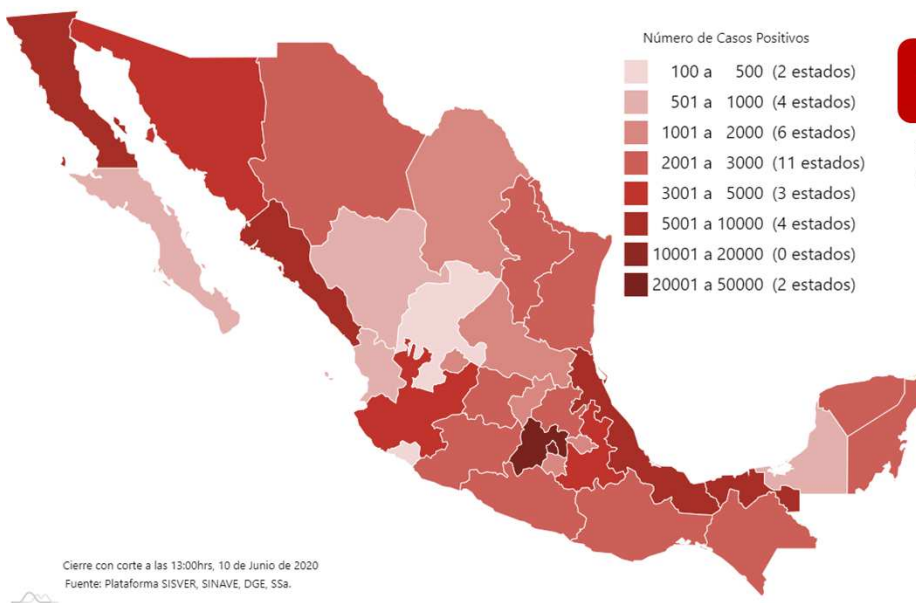 Número de Casos Positivos
100 a 500 (2 estados)
501 a 1000 (4 estados)
1001 a 2000 (6 estados)
2001 a 3000 (11 estados)
3001 a 5000 (3 estados)
5001 a 10000 (4 estados)
10001 a 20000 (0 estados)
20001 a 50000 (2 estados)
Cierre con corte a las 13:00hrs, 10 de Junio de 2020
Fuente: Plataforma SISVER, SINAVE, DGE, SSa.